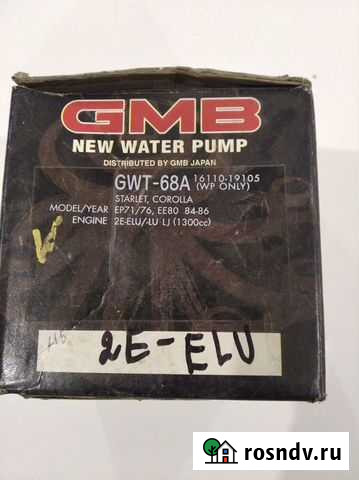 GMB
NEW WATER PUMP
DISTRIBUTED BY GMB JAPAN
GWT-68A 16110-19105
(WP ONLY)
STARLET, COROLLA
MODEL/YEAR EP71/76, EE80 84-86
ENGINE 2E-ELU/-LU LJ (1300cc)
2E-ELU
rosndv.ru